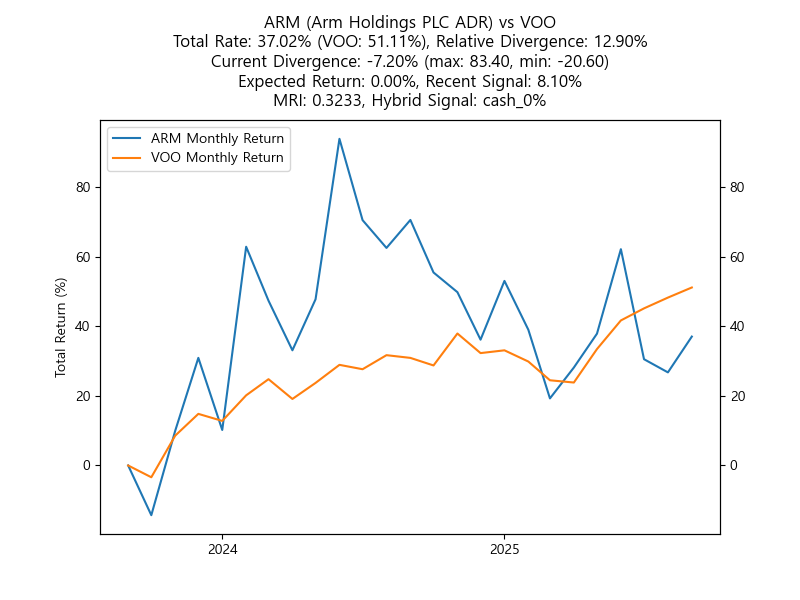 ARM (Arm Holdings PLC ADR) vs VOO
Total Rate: 37.02% (VOO: 51.11%), Relative Divergence: 12.90%
Current Divergence: -7.20% (max: 83.40, min: -20.60)
Expected Return: 0.00%, Recent Signal: 8.10%
MRI: 0.3233, Hybrid Signal: cash_0%
ARM Monthly Return
VOO Monthly Return
Total Return (%)
80
60
40
20
0
80
60
40
20
0
2024
2025